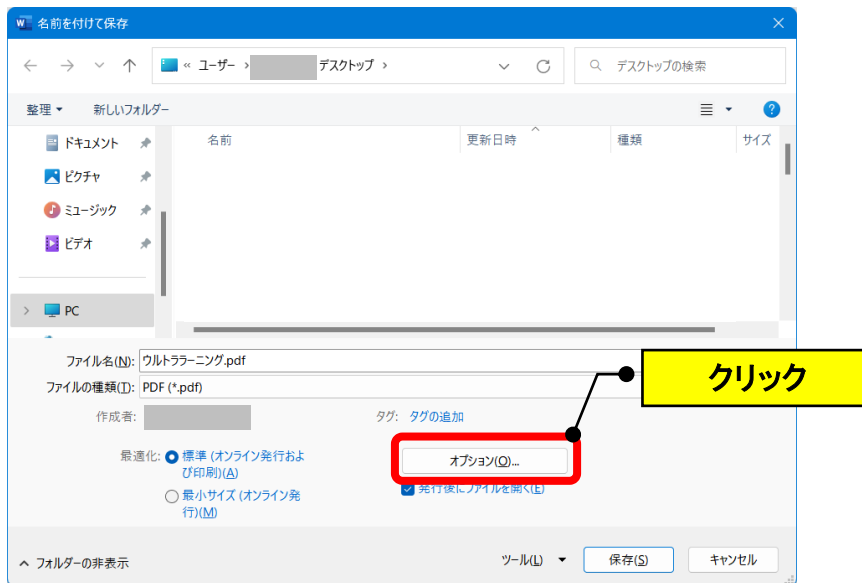 名前を付けて保存
« ユーザー › デスクトップ ›
デスクトップの検索
整理 新しいフォルダー
ドキュメント
ピクチャ
ミュージック
ビデオ
PC
名前 更新日時 種類 サイズ
ファイル名(N): ウルトララーニング.pdf
ファイルの種類(T): PDF (*.pdf)
作成者:
タグ: タグの追加
クリック
最適化: 標準 (オンライン発行およ
び印刷)(A)
最小サイズ (オンライン発
行)(M)
オプション(O)...
発行後にファイルを開く(E)
フォルダーの非表示
ツール(L) 保存(S) キャンセル